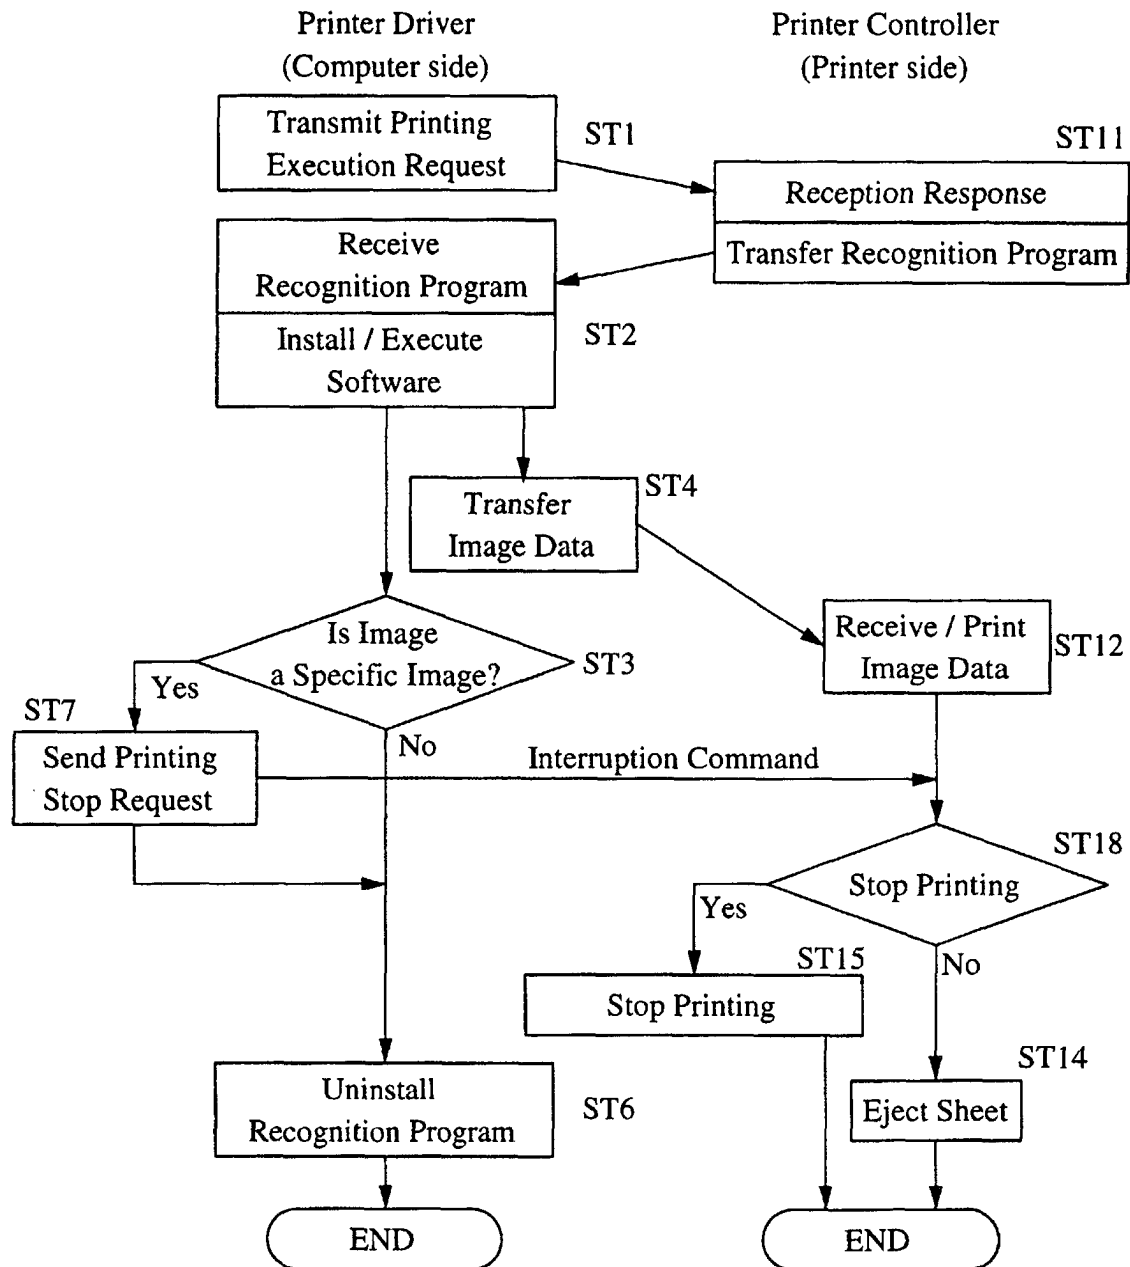 Printer Driver
(Computer side)
Printer Controller
(Printer side)
Transmit Printing
Execution Request
ST1
ST11
Reception Response
Transfer Recognition Program
Receive
Recognition Program
Install / Execute
Software
ST2
Transfer
Image Data
ST4
Is Image
a Specific Image?
ST3
Receive / Print
Image Data
ST12
Yes
ST7
Send Printing
Stop Request
No
Interruption Command
ST18
Stop Printing
Yes
No
ST15
Stop Printing
ST14
Eject Sheet
Uninstall
Recognition Program
ST6
END
END